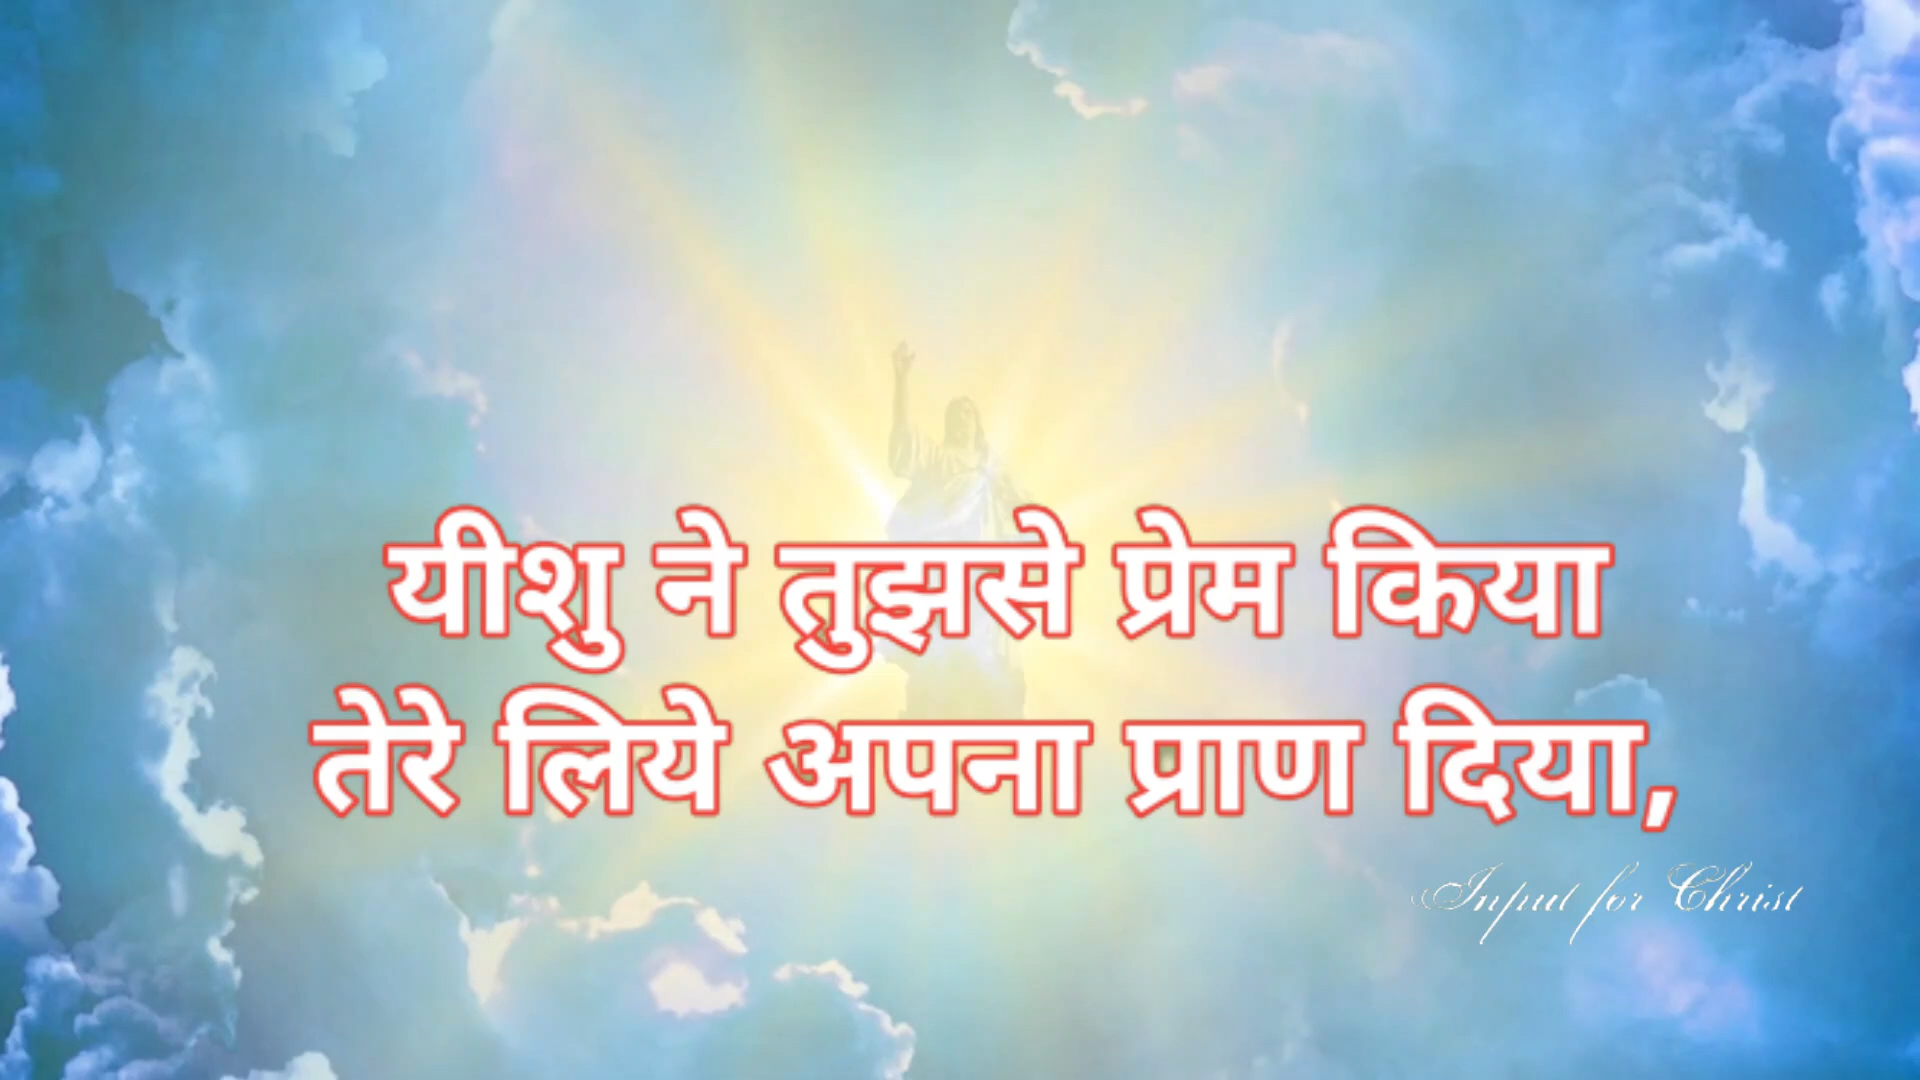 यीशु ने तुझसे प्रेम किया
तेरे लिये अपना प्राण दिया,
Input for Christ